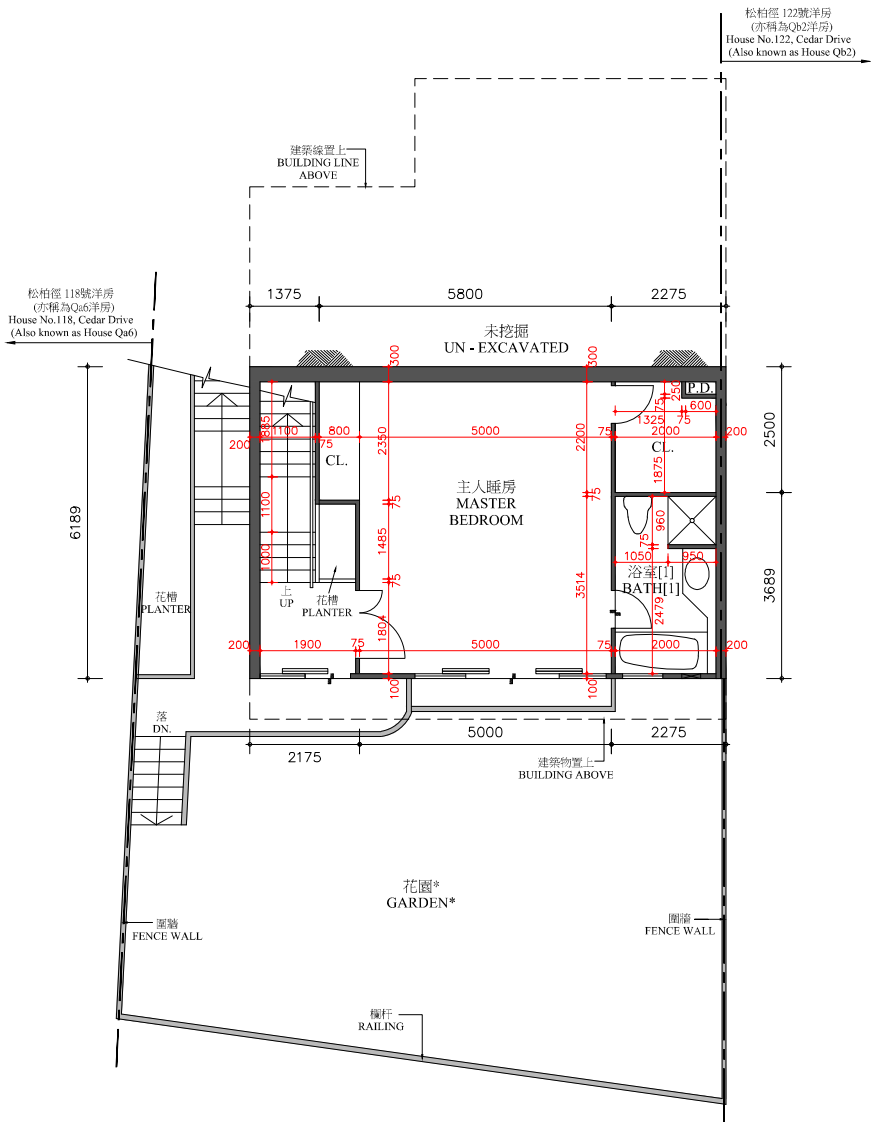 松柏徑 122號洋房
(亦稱為Qb2洋房)
House No.122, Cedar Drive
(Also known as House Qb2)
建築線置上
BUILDING LINE
ABOVE
松柏徑 118號洋房
(亦稱為Qa6洋房)
House No.118, Cedar Drive
(Also known as House Qa6)
1375
5800
2275
未挖掘
UN - EXCAVATED
300
300
P.D.
250
75
600
1325
75
1885
1100
800
2350
5000
2200
75
2000
200
200
75
CL.
CL.
1875
2500
主人睡房
MASTER
BEDROOM
75
75
1100
960
6189
1485
75
1050
950
1000
浴室[1]
BATH[1]
3689
75
3514
花槽
PLANTER
上
UP
花槽
PLANTER
1804
2479
200
1900
75
5000
75
2000
200
100
100
落
DN.
2175
5000
2275
建築物置上
BUILDING ABOVE
花園*
GARDEN*
圍牆
FENCE WALL
圍牆
FENCE WALL
欄杆
RAILING